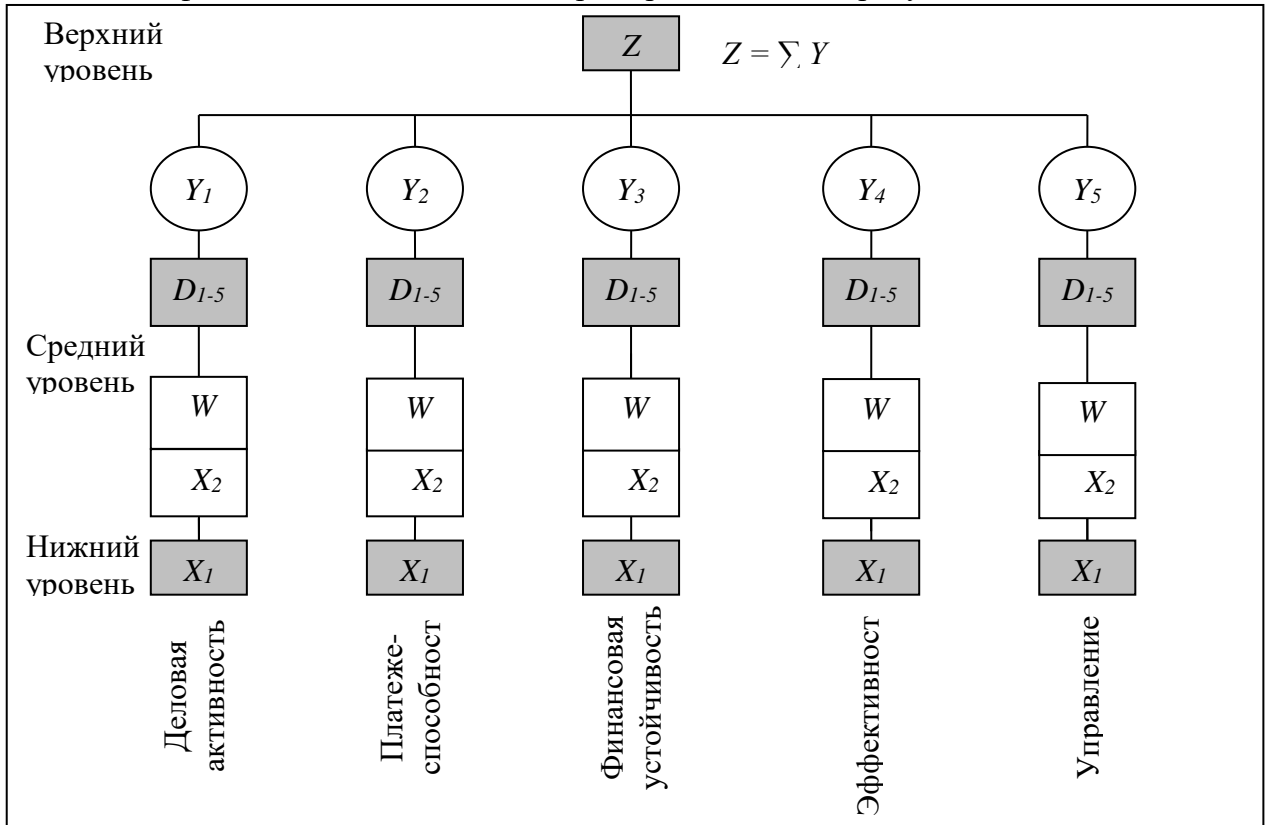 Верхний
уровень
Z
Z = ∑ Y
Y1
Y2
Y3
Y4
Y5
D1-5
D1-5
D1-5
D1-5
D1-5
Средний
уровень
W
W
W
W
W
X2
X2
X2
X2
X2
Нижний
уровень
X1
X1
X1
X1
X1
Деловая
активность
Платеже-
способност
Финансовая
устойчивость
Эффективност
Управление